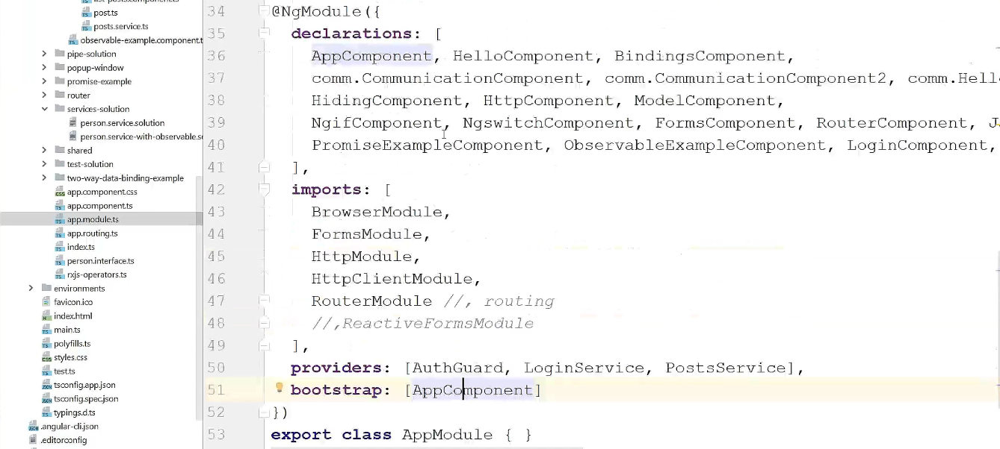 post.ts
posts.service.ts
observable-example.component.t
pipe-solution
popup-window
promise-example
router
services-solution
person.service.solution
person.service-with-observable.so
shared
test-solution
two-way-data-binding-example
app.component.css
app.component.ts
app.module.ts
app.routing.ts
index.ts
person.interface.ts
rxjs-operators.ts
environments
favicon.ico
index.html
main.ts
polyfills.ts
styles.css
test.ts
tsconfig.app.json
tsconfig.spec.json
typings.d.ts
.angular-cli.json
.editorconfig
34 @NgModule({
35 declarations: [
36 AppComponent, HelloComponent, BindingsComponent,
37 comm.CommunicationComponent, comm.CommunicationComponent2, comm.Hell
38 HidingComponent, HttpComponent, ModelComponent,
39 NgifComponent, NgswitchComponent, FormsComponent, RouterComponent, J
40 PromiseExampleComponent, ObservableExampleComponent, LoginComponent,
41 ],
42 imports: [
43 BrowserModule,
44 FormsModule,
45 HttpModule,
46 HttpClientModule,
47 RouterModule //, routing
48 //,ReactiveFormsModule
49 ],
50 providers: [AuthGuard, LoginService, PostsService],
51 bootstrap: [AppComponent]
52 })
53 export class AppModule { }